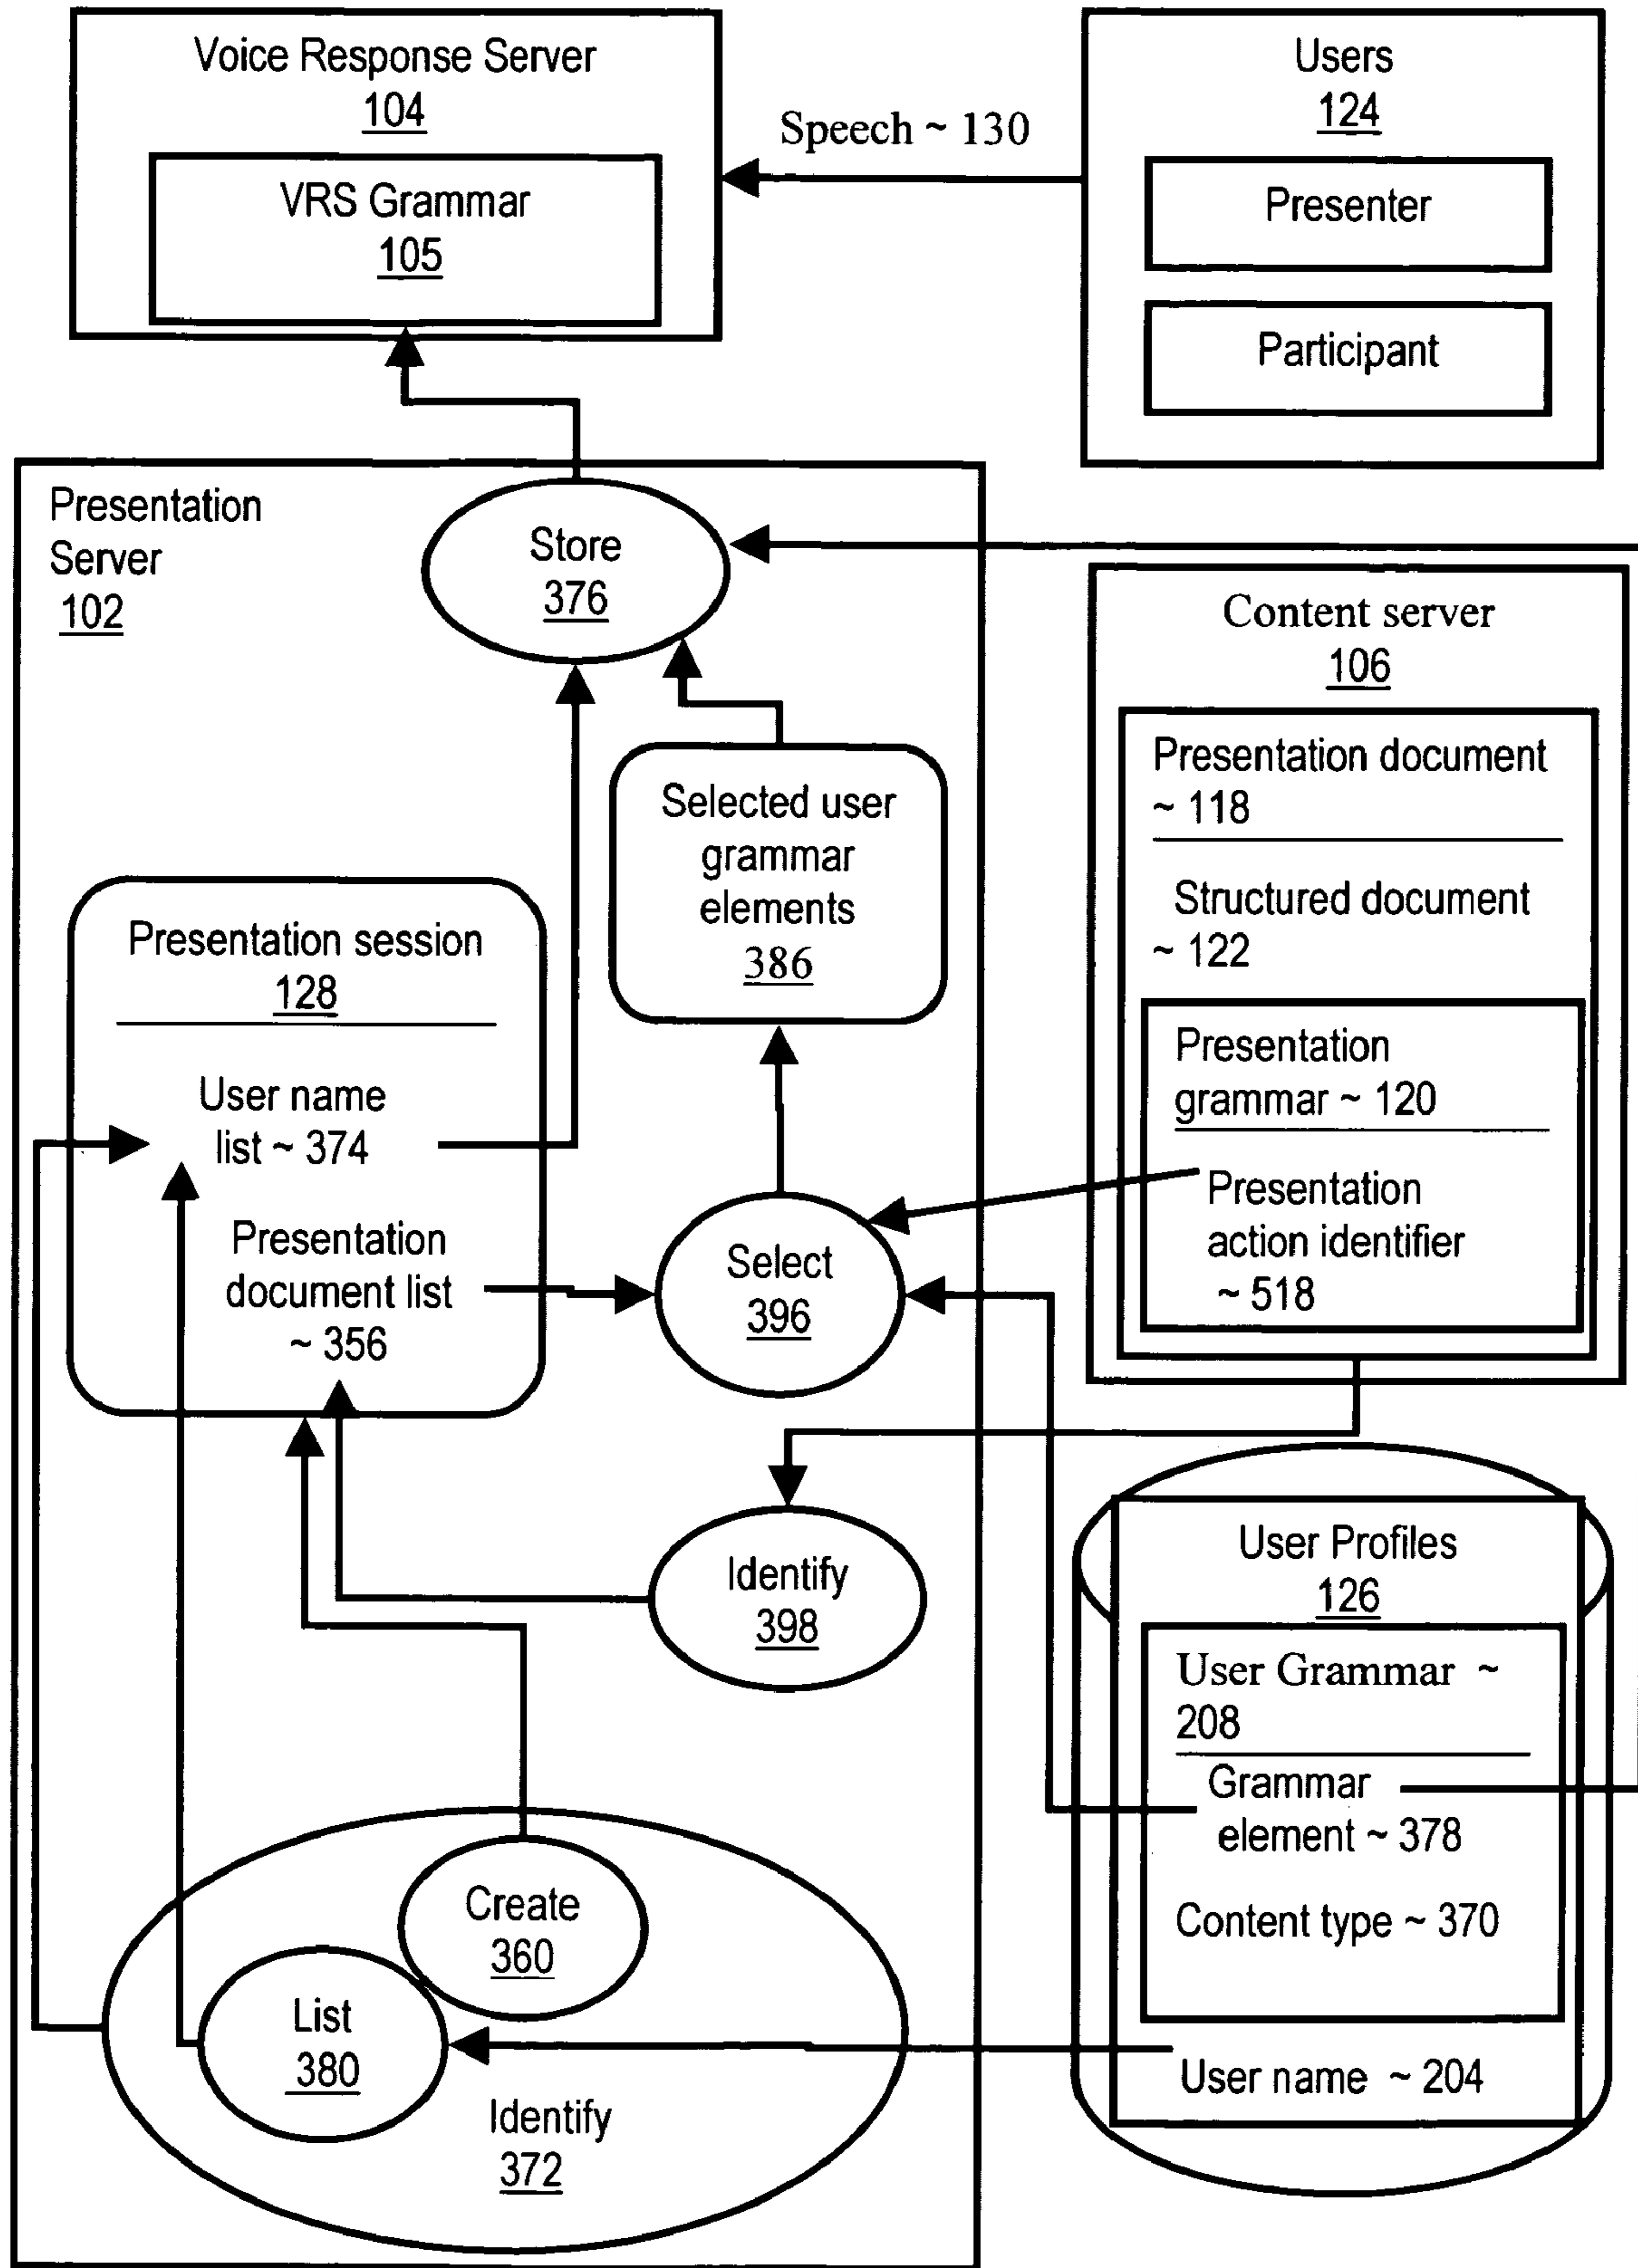 Voice Response Server
104
VRS Grammar
105
Speech ~ 130
Users
124
Presenter
Participant
Presentation
Server
102
Store
376
Selected user
grammar
elements
386
Presentation session
128
User name
list ~ 374
Presentation
document list
~ 356
Select
396
Identify
398
Create
360
List
380
Identify
372
Content server
106
Presentation document
~ 118
Structured document
~ 122
Presentation
grammar ~ 120
Presentation
action identifier
~ 518
User Profiles
126
User Grammar ~
208
Grammar
element ~ 378
Content type ~ 370
User name ~ 204